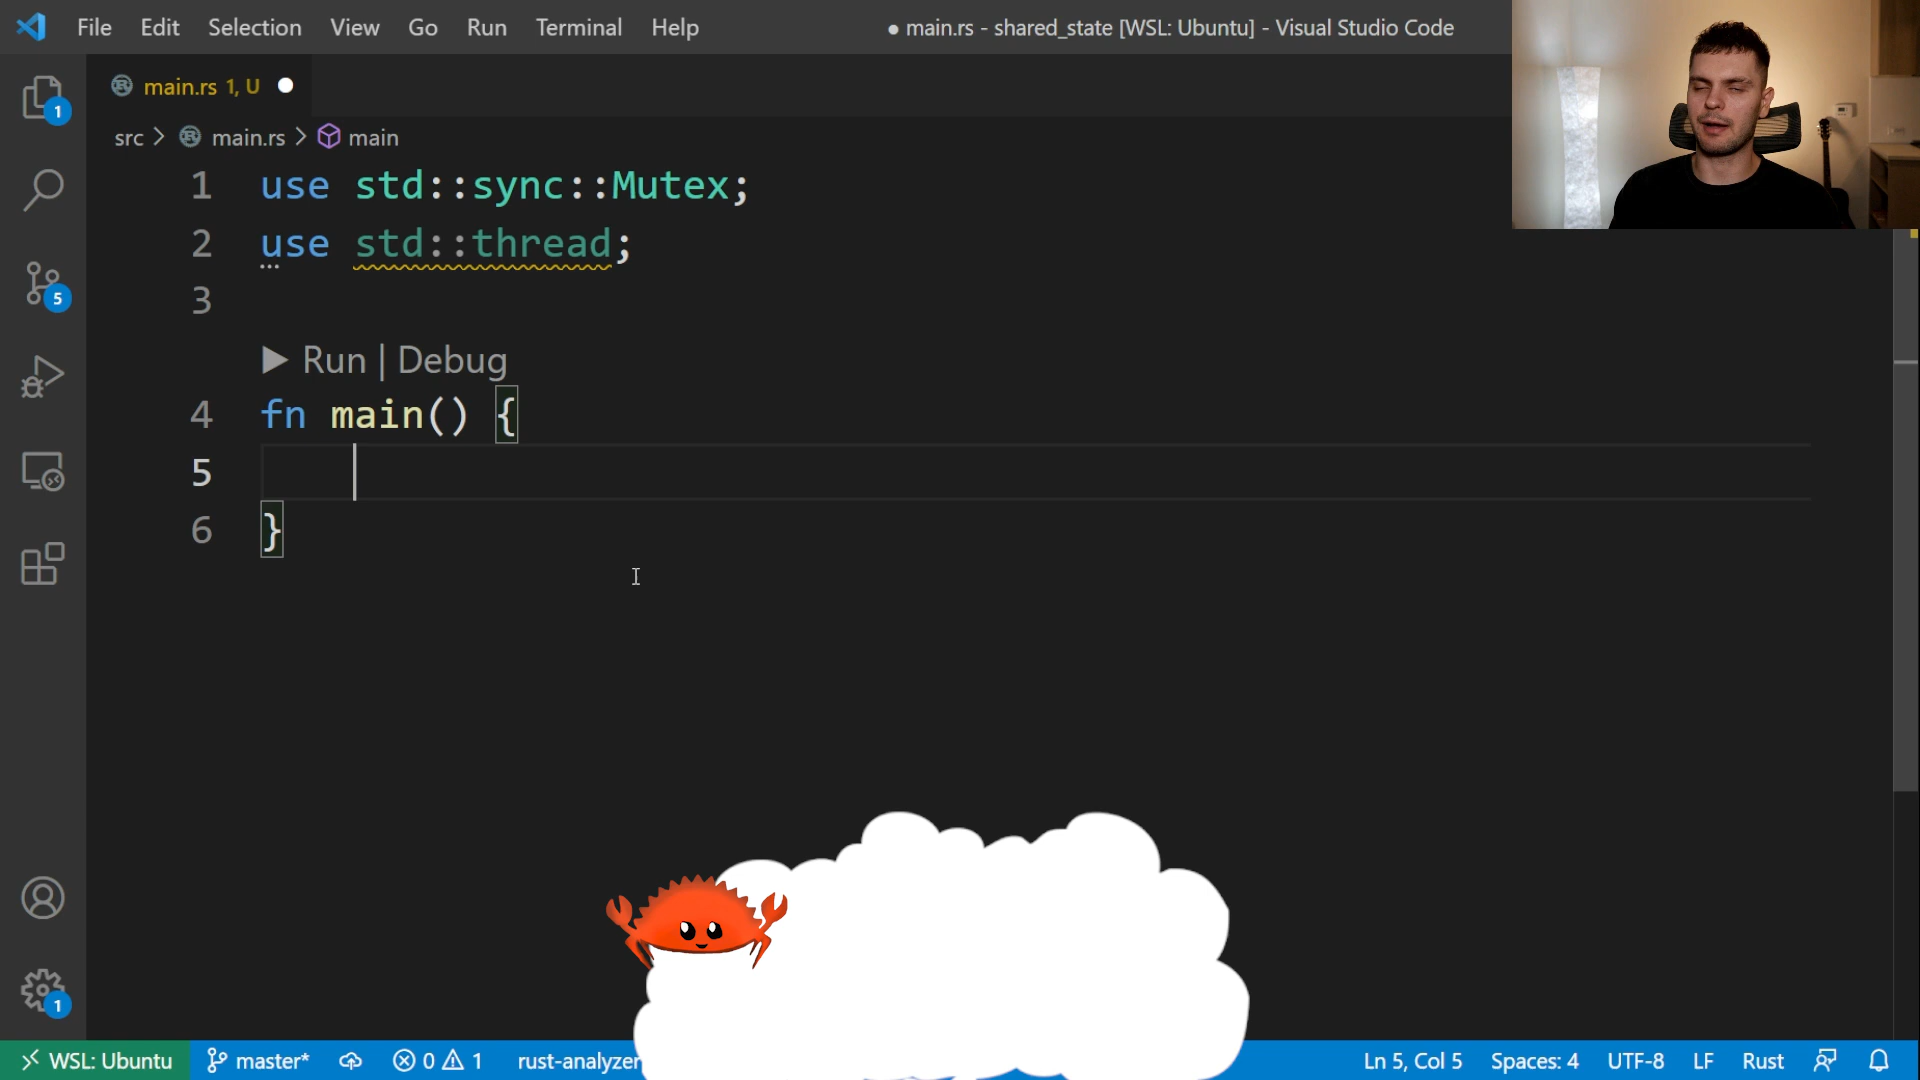 File Edit Selection View Go Run Terminal Help
● main.rs - shared_state [WSL: Ubuntu] - Visual Studio Code
main.rs 1, U
src > main.rs > main
1 use std::sync::Mutex;
2 use std::thread;
3
Run | Debug
4 fn main() {
5
6 }
1
5
1
WSL: Ubuntu master* 0 1 rust-analyzer
Ln 5, Col 5 Spaces: 4 UTF-8 LF Rust